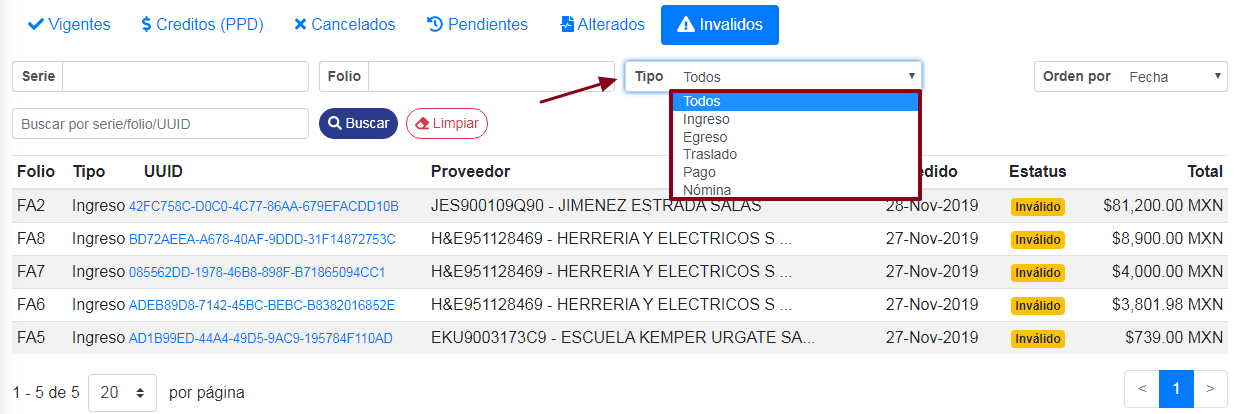 Vigentes Creditos (PPD) Cancelados Pendientes Alterados Invalidos
Serie Folio Tipo Todos Orden por Fecha
Todos
Ingreso
Egreso
Traslado
Pago
Nómina
Buscar por serie/folio/UUID Buscar Limpiar
Folio Tipo UUID Proveedor edido Estatus Total
FA2 Ingreso 42FC758C-D0C0-4C77-86AA-679EFACDD10B JES900109Q90 - JIMENEZ ESTRADA SALAS 28-Nov-2019 Inválido $81,200.00 MXN
FA8 Ingreso BD72AEEA-A678-40AF-9DDD-31F14872753C H&E951128469 - HERRERIA Y ELECTRICOS S ... 27-Nov-2019 Inválido $8,900.00 MXN
FA7 Ingreso 085562DD-1978-46B8-898F-B71865094CC1 H&E951128469 - HERRERIA Y ELECTRICOS S ... 27-Nov-2019 Inválido $4,000.00 MXN
FA6 Ingreso ADEB89D8-7142-45BC-BEBC-B8382016852E H&E951128469 - HERRERIA Y ELECTRICOS S ... 27-Nov-2019 Inválido $3,801.98 MXN
FA5 Ingreso AD1B99ED-44A4-49D5-9AC9-195784F110AD EKU9003173C9 - ESCUELA KEMPER URGATE SA... 27-Nov-2019 Inválido $739.00 MXN
1 - 5 de 5 20 por página < 1 >